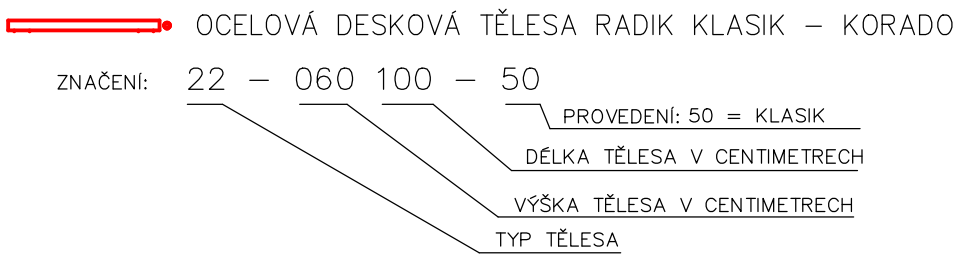 OCELOVÁ DESKOVÁ TĚLESA RADIK KLASIK – KORADO
ZNAČENÍ: 22 – 060 100 – 50
PROVEDENÍ: 50 = KLASIK
DÉLKA TĚLESA V CENTIMETRECH
VÝŠKA TĚLESA V CENTIMETRECH
TYP TĚLESA